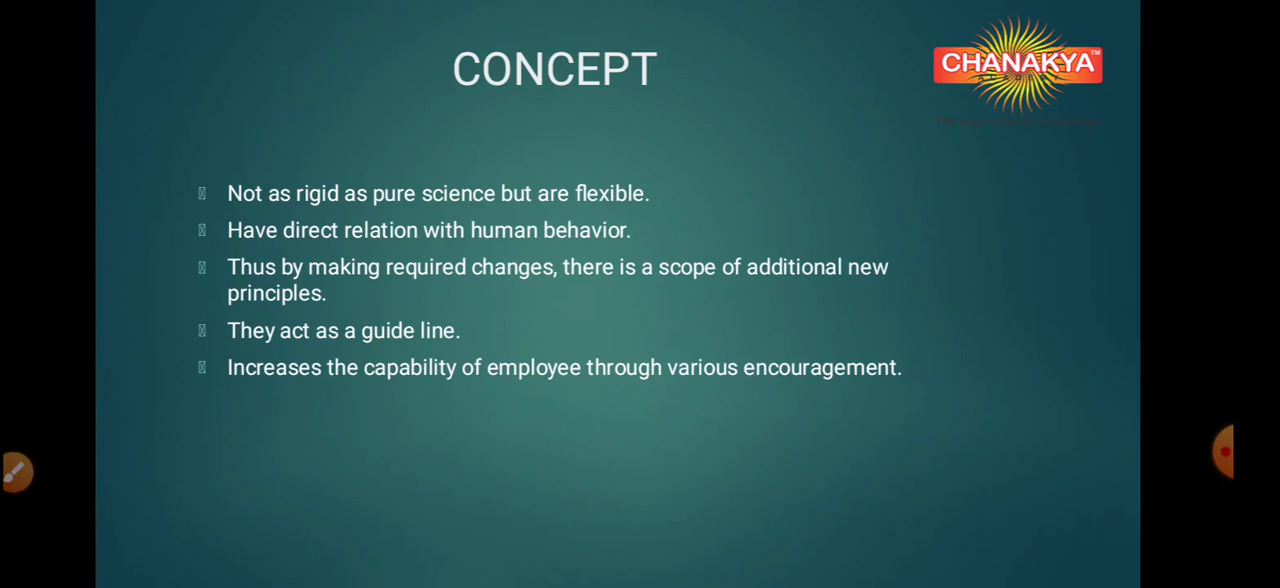 CONCEPT
CHANAKYA
TM
Not as rigid as pure science but are flexible.
Have direct relation with human behavior.
Thus by making required changes, there is a scope of additional new
principles.
They act as a guide line.
Increases the capability of employee through various encouragement.